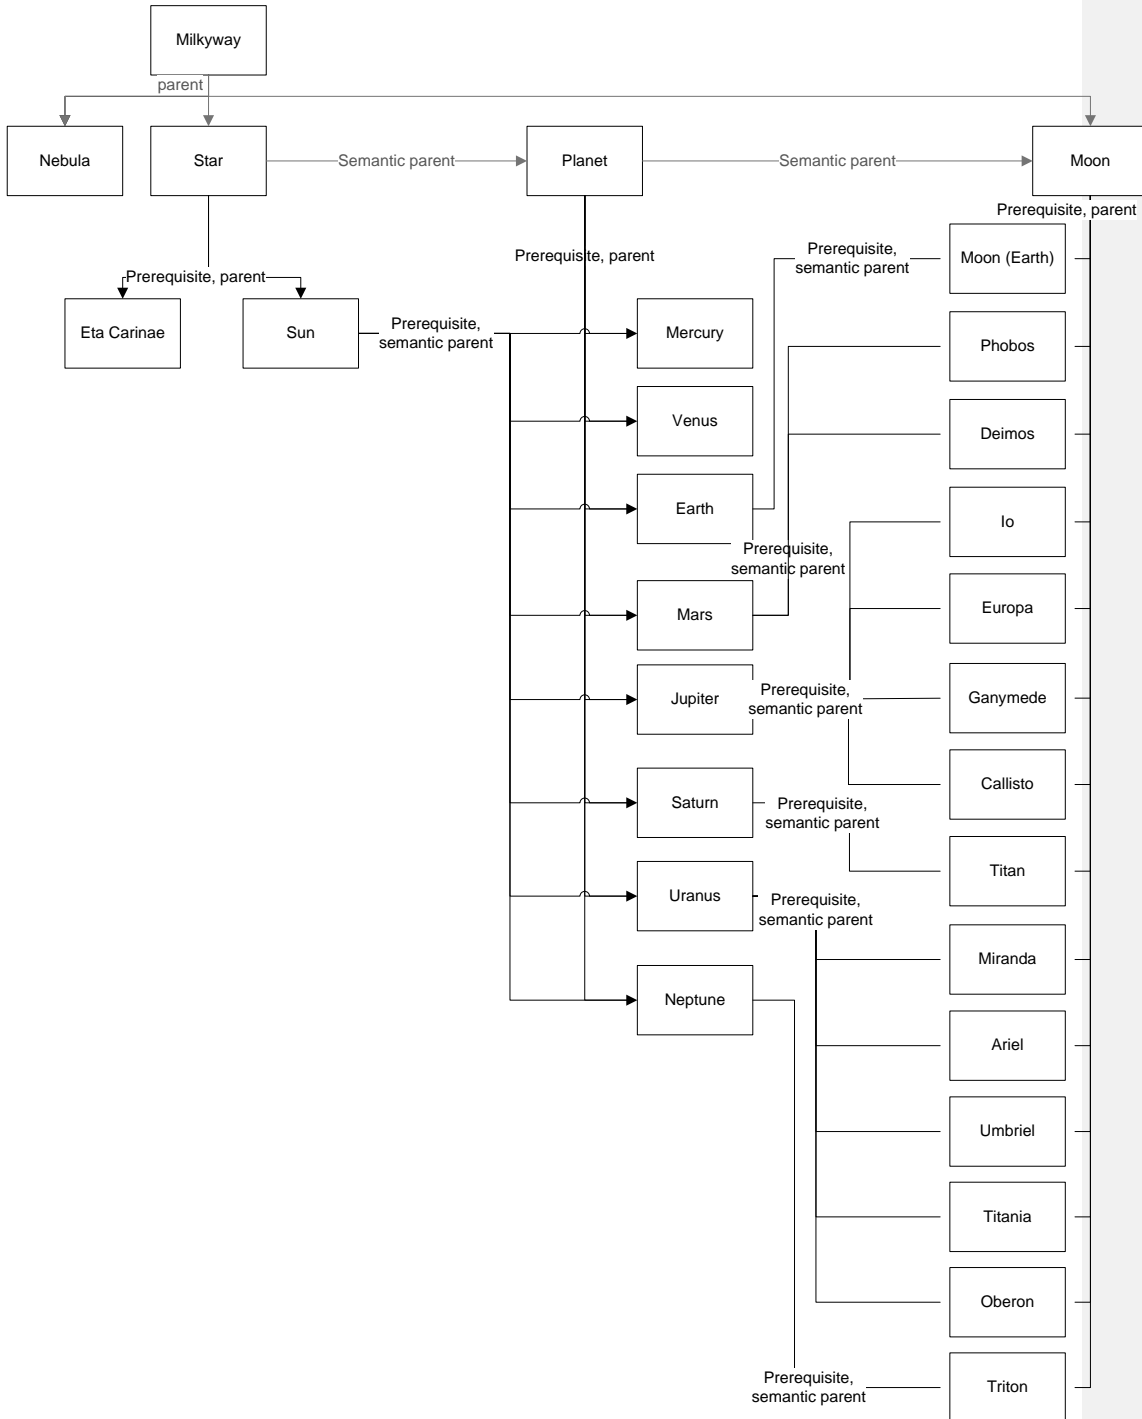 Milkyway
parent
Nebula
Star
Semantic parent
Planet
Semantic parent
Moon
Prerequisite, parent
Prerequisite, parent
Prerequisite,
semantic parent
Moon (Earth)
Prerequisite, parent
Eta Carinae
Sun
Prerequisite,
semantic parent
Mercury
Phobos
Venus
Deimos
Earth
Io
Prerequisite,
semantic parent
Mars
Europa
Jupiter
Prerequisite,
semantic parent
Ganymede
Callisto
Saturn
Prerequisite,
semantic parent
Titan
Uranus
Prerequisite,
semantic parent
Miranda
Neptune
Ariel
Umbriel
Titania
Oberon
Prerequisite,
semantic parent
Triton